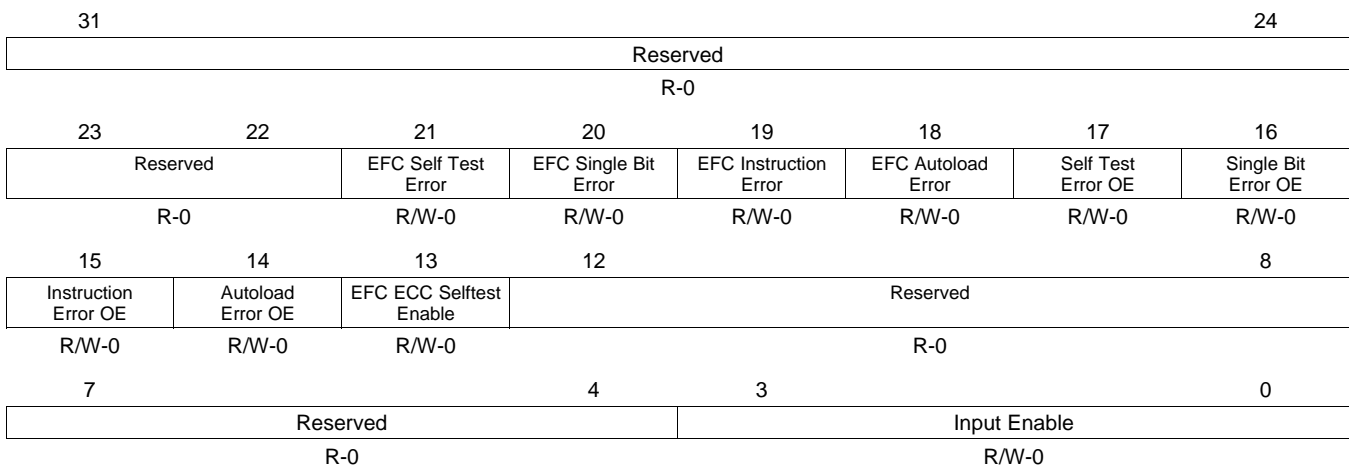 31 24
Reserved
R-0
23 22 21 20 19 18 17 16
Reserved EFC Self Test EFC Single Bit EFC Instruction EFC Autoload Self Test Single Bit
Error Error Error Error Error OE Error OE
R-0 R/W-0 R/W-0 R/W-0 R/W-0 R/W-0 R/W-0
15 14 13 12 8
Instruction Autoload EFC ECC Selftest Reserved
Error OE Error OE Enable
R/W-0 R/W-0 R/W-0 R-0
7 4 3 0
Reserved Input Enable
R-0 R/W-0